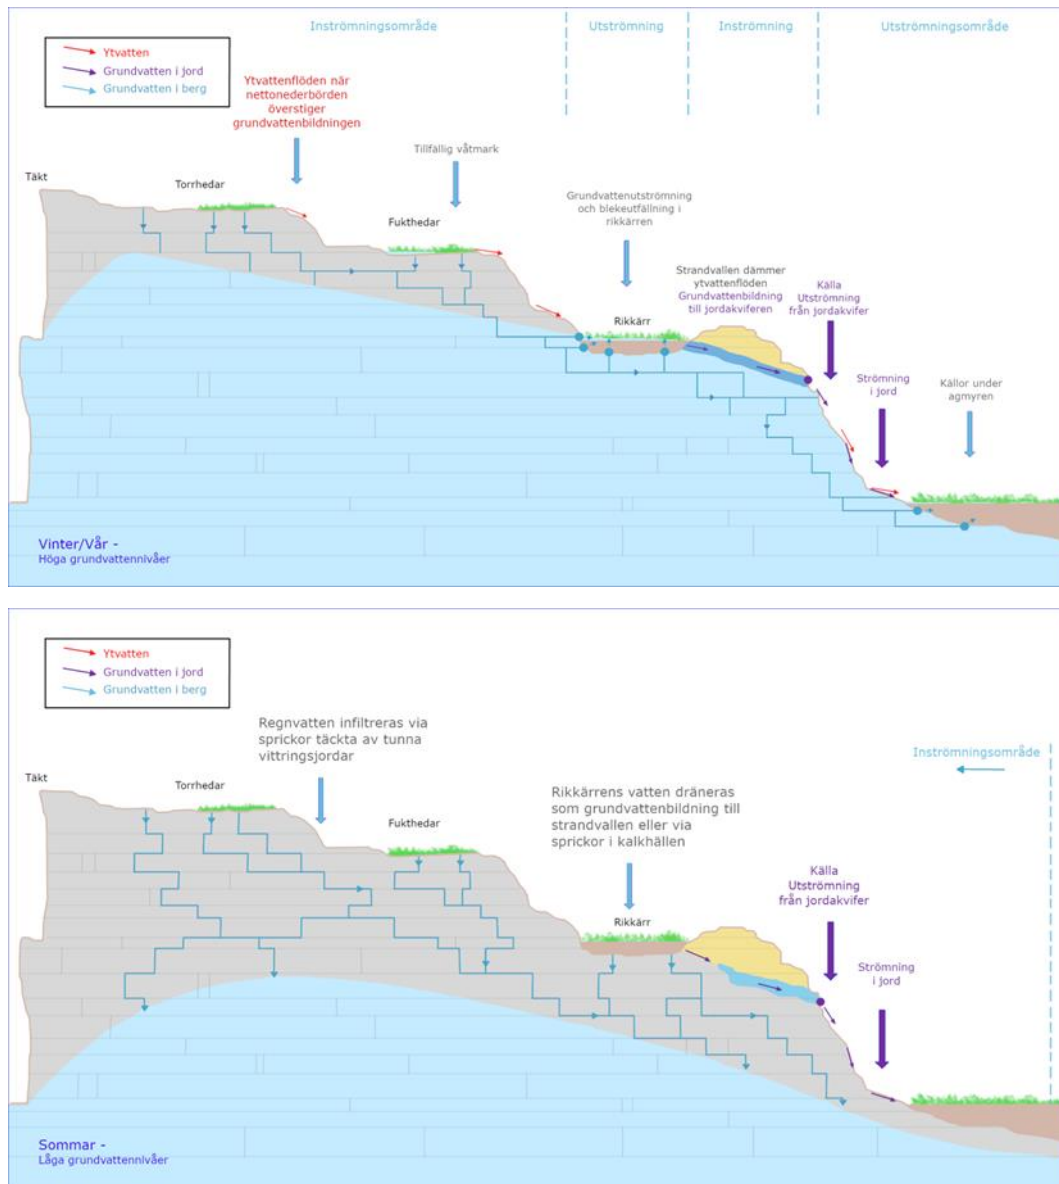 Inströmningsområde
Utströmning
Inströmning
Utströmningsområde
Ytvatten
Grundvatten i jord
Grundvatten i berg
Ytvattenflöden när
nettonederbörden
överstiger
grundvattenbildningen
Tillfällig våtmark
Täkt
Torrhedar
Fukthedar
Grundvattenutströmning
och blekeutfällning i
rikkärren
Rikkärr
Strandvallen dämmer
ytvattenflöden
Grundvattenbildning
till jordakviferen
Källa
Utströmning
från jordakvifer
Strömning
i jord
Källor under
agmyren
Vinter/Vår -
Höga grundvattennivåer
Ytvatten
Grundvatten i jord
Grundvatten i berg
Regnvatten infiltreras via
sprickor täckta av tunna
vittringsjordar
Inströmningsområde
Täkt
Torrhedar
Fukthedar
Rikkärrens vatten dräneras
som grundvattenbildning till
strandvallen eller via
sprickor i kalkhällen
Rikkärr
Källa
Utströmning
från jordakvifer
Strömning
i jord
Sommar -
Låga grundvattennivåer